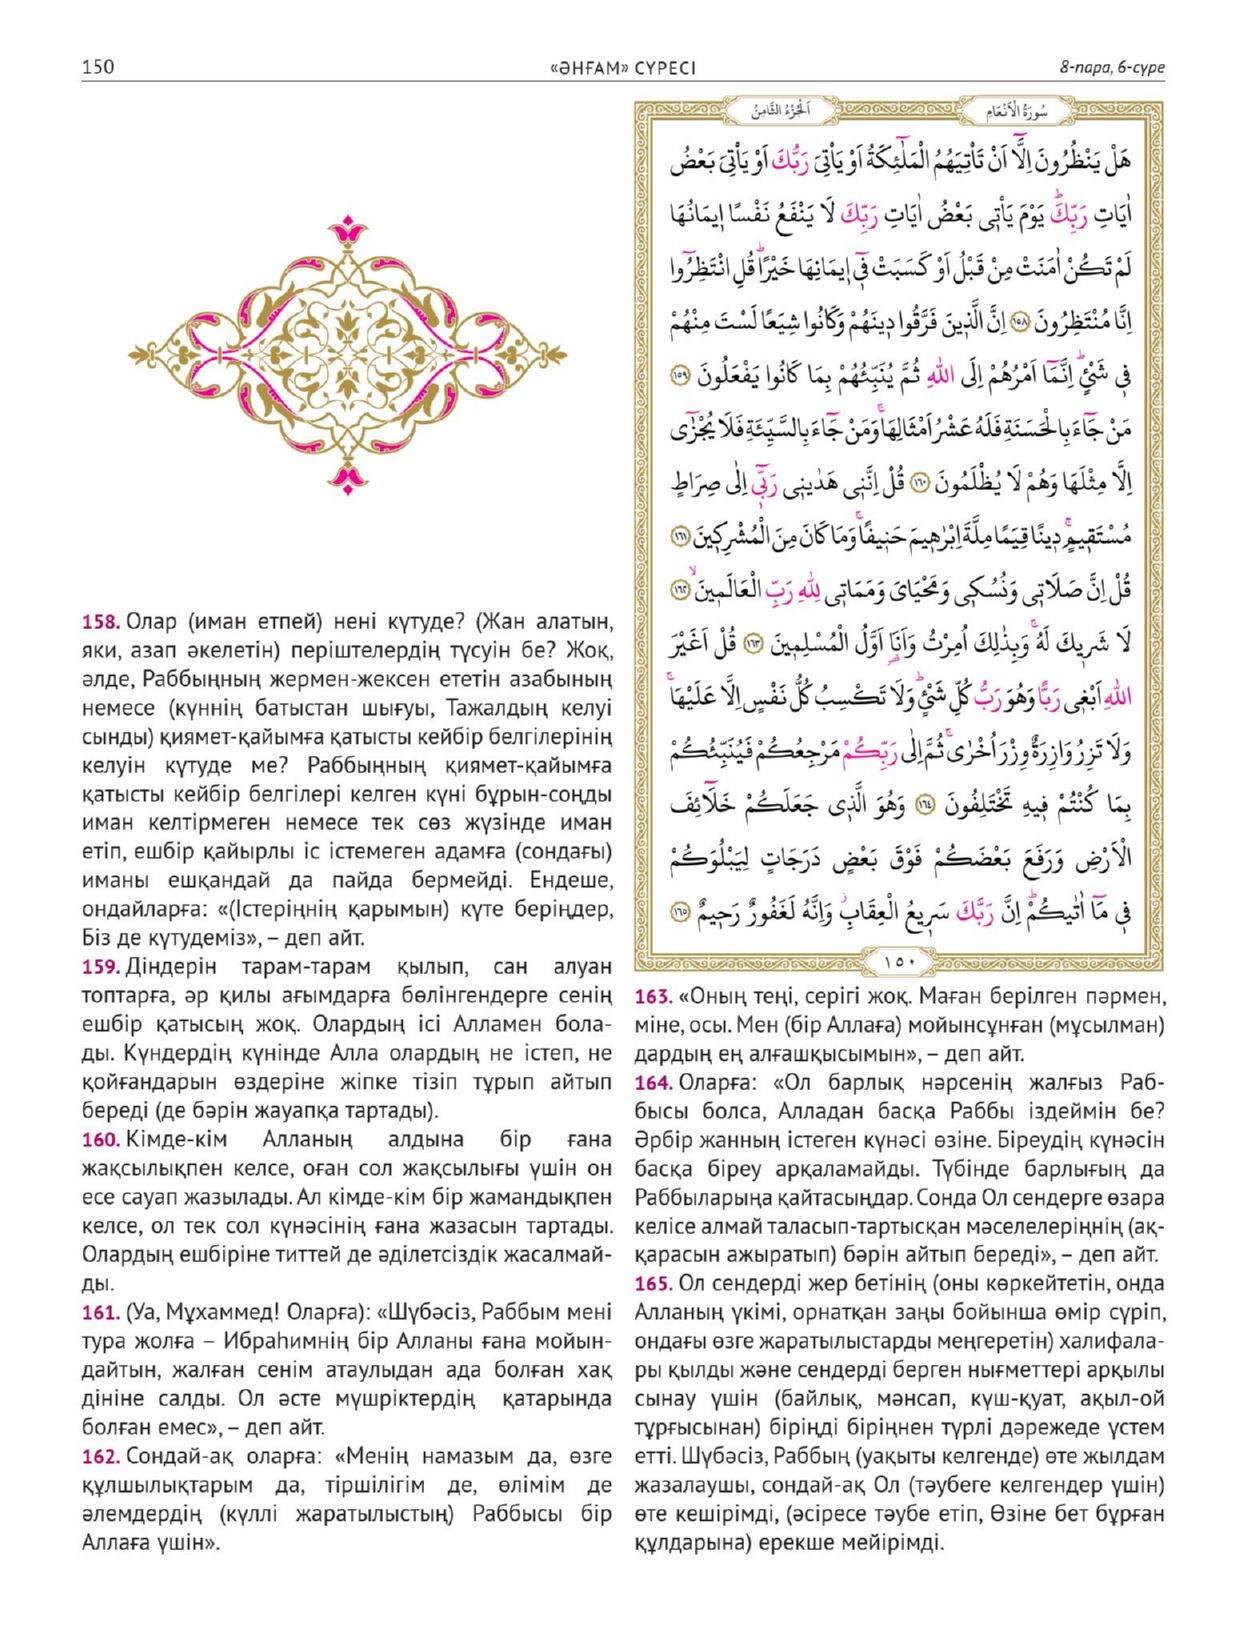 150
«ӘНҒАМ» СҮРЕСІ
8-пара, 6-сүре
اَلْجُزْءُ الثَّامِنُ
سُورَةُ الْاَنْعَامِ
هَلْ يَنْظُرُونَ اِلَّٓا اَنْ تَأْتِيَهُمُ الْمَلٰٓئِكَةُ اَوْ يَأْتِيَ رَبُّكَ اَوْ يَأْتِيَ بَعْضُ
اٰيَاتِ رَبِّكَۜ يَوْمَ يَأْتٖي بَعْضُ اٰيَاتِ رَبِّكَ لَا يَنْفَعُ نَفْسًا اٖيمَانُهَا
لَمْ تَكُنْ اٰمَنَتْ مِنْ قَبْلُ اَوْ كَسَبَتْ فٖٓي اٖيمَانِهَا خَيْرًاۜ قُلِ انْتَظِرُٓوا
اِنَّا مُنْتَظِرُونَ ﴿١٥٨﴾ اِنَّ الَّذٖينَ فَرَّقُوا دٖينَهُمْ وَكَانُوا شِيَعًا لَسْتَ مِنْهُمْ
فٖي شَيْءٍۜ اِنَّمَٓا اَمْرُهُمْ اِلَى اللّٰهِ ثُمَّ يُنَبِّئُهُمْ بِمَا كَانُوا يَفْعَلُونَ ﴿١٥٩﴾
مَنْ جَٓاءَ بِالْحَسَنَةِ فَلَهُ عَشْرُ اَمْثَالِهَاۚ وَمَنْ جَٓاءَ بِالسَّيِّئَةِ فَلَا يُجْزٰٓى
اِلَّا مِثْلَهَا وَهُمْ لَا يُظْلَمُونَ ﴿١٦٠﴾ قُلْ اِنَّنٖي هَدٰينٖي رَبّٖٓي اِلٰى صِرَاطٍ
مُسْتَقٖيمٍۚ دٖينًا قِيَمًا مِلَّةَ اِبْرٰهٖيمَ حَنٖيفًاۚ وَمَا كَانَ مِنَ الْمُشْرِكٖينَ ﴿١٦١﴾
قُلْ اِنَّ صَلَاتٖي وَنُسُكٖي وَمَحْيَايَ وَمَمَاتٖي لِلّٰهِ رَبِّ الْعَالَمٖينَۙ ﴿١٦٢﴾
لَا شَرٖيكَ لَهُۚ وَبِذٰلِكَ اُمِرْتُ وَاَنَا۬ اَوَّلُ الْمُسْلِمٖينَ ﴿١٦٣﴾ قُلْ اَغَيْرَ
اللّٰهِ اَبْغٖي رَبًّا وَهُوَ رَبُّ كُلِّ شَيْءٍۜ وَلَا تَكْسِبُ كُلُّ نَفْسٍ اِلَّا عَلَيْهَاۚ
وَلَا تَزِرُ وَازِرَةٌ وِزْرَ اُخْرٰىۚ ثُمَّ اِلٰى رَبِّكُمْ مَرْجِعُكُمْ فَيُنَبِّئُكُمْ
بِمَا كُنْتُمْ فٖيهِ تَخْتَلِفُونَ ﴿١٦٤﴾ وَهُوَ الَّذٖي جَعَلَكُمْ خَلَٓائِفَ
الْاَرْضِ وَرَفَعَ بَعْضَكُمْ فَوْقَ بَعْضٍ دَرَجَاتٍ لِيَبْلُوَكُمْ
فٖي مَٓا اٰتٰيكُمْۜ اِنَّ رَبَّكَ سَرٖيعُ الْعِقَابِۘ وَاِنَّهُ لَغَفُورٌ رَحٖيمٌ ﴿١٦٥﴾
١٥٠
158. Олар (иман етпей) нені күтуде? (Жан алатын,
яки, азап әкелетін) періштелердің түсуін бе? Жоқ,
әлде, Раббыңның жермен-жексен ететін азабының
немесе (күннің батыстан шығуы, Тажалдың келуі
сынды) қиямет-қайымға қатысты кейбір белгілерінің
келуін күтуде ме? Раббыңның қиямет-қайымға
қатысты кейбір белгілері келген күні бұрын-соңды
иман келтірмеген немесе тек сөз жүзінде иман
етіп, ешбір қайырлы іс істемеген адамға (сондағы)
иманы ешқандай да пайда бермейді. Ендеше,
ондайларға: «(Істеріңнің қарымын) күте беріңдер,
Біз де күтудеміз», – деп айт.
159. Діндерін тарам-тарам қылып, сан алуан
топтарға, әр қилы ағымдарға бөлінгендерге сенің
ешбір қатысың жоқ. Олардың ісі Алламен бола-
ды. Күндердің күнінде Алла олардың не істеп, не
қойғандарын өздеріне жіпке тізіп тұрып айтып
береді (де бәрін жауапқа тартады).
160. Кімде-кім Алланың алдына бір ғана
жақсылықпен келсе, оған сол жақсылығы үшін он
есе сауап жазылады. Ал кімде-кім бір жамандықпен
келсе, ол тек сол күнәсінің ғана жазасын тартады.
Олардың ешбіріне титтей де әділетсіздік жасалмай-
ды.
161. (Уа, Мұхаммед! Оларға): «Шүбәсіз, Раббым мені
тура жолға – Ибраһимнің бір Алланы ғана мойын-
дайтын, жалған сенім атаулыдан ада болған хақ
дініне салды. Ол әсте мүшріктердің қатарында
болған емес», – деп айт.
162. Сондай-ақ оларға: «Менің намазым да, өзге
құлшылықтарым да, тіршілігім де, өлімім де
әлемдердің (күллі жаратылыстың) Раббысы бір
Аллаға үшін».
163. «Оның теңі, серігі жоқ. Маған берілген пәрмен,
міне, осы. Мен (бір Аллаға) мойынсұнған (мұсылман)
дардың ең алғашқысымын», – деп айт.
164. Оларға: «Ол барлық нәрсенің жалғыз Раб-
бысы болса, Алладан басқа Раббы іздеймін бе?
Әрбір жанның істеген күнәсі өзіне. Біреудің күнәсін
басқа біреу арқаламайды. Түбінде барлығың да
Раббыларыңа қайтасыңдар. Сонда Ол сендерге өзара
келісе алмай таласып-тартысқан мәселелеріңнің (ақ-
қарасын ажыратып) бәрін айтып береді», – деп айт.
165. Ол сендерді жер бетінің (оны көркейтетін, онда
Алланың үкімі, орнатқан заңы бойынша өмір сүріп,
ондағы өзге жаратылыстарды меңгеретін) халифала-
ры қылды және сендерді берген нығметтері арқылы
сынау үшін (байлық, мәнсап, күш-қуат, ақыл-ой
тұрғысынан) біріңді біріңнен түрлі дәрежеде үстем
етті. Шүбәсіз, Раббың (уақыты келгенде) өте жылдам
жазалаушы, сондай-ақ Ол (тәубеге келгендер үшін)
өте кешірімді, (әсіресе тәубе етіп, Өзіне бет бұрған
құлдарына) ерекше мейірімді.